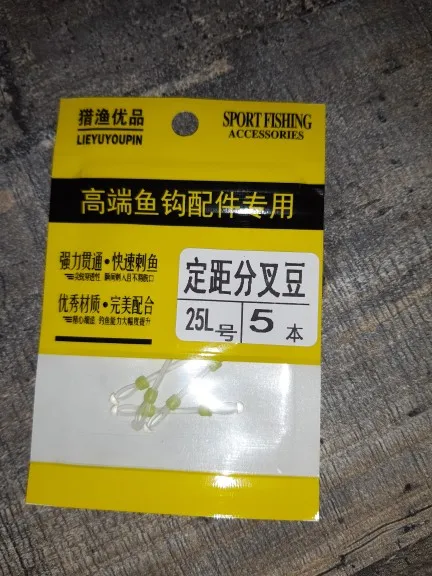 猎渔优品
LIEYUYOUPIN
SPORT FISHING
ACCESSORIES
高端鱼钩配件专用
强力贯通·快速刺鱼
优秀材质·完美配合
定距分叉豆
25L号 5本